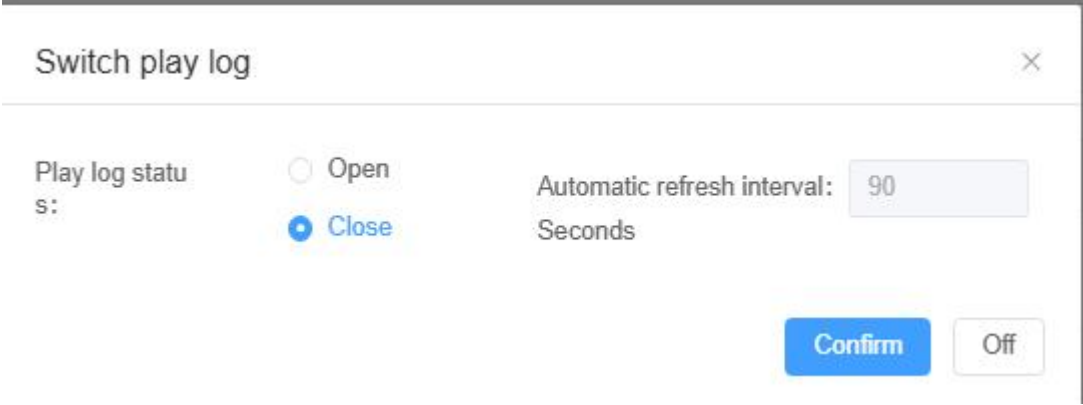 Switch play log
Play log statu
s:
Open
Close
Automatic refresh interval:
90
Seconds
Confirm
Off